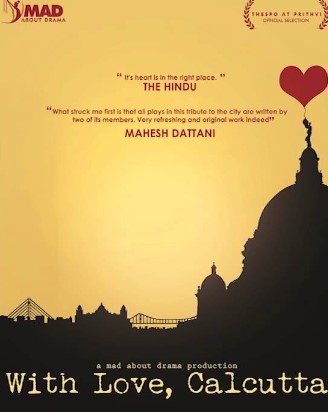 MAD
ABOUT DRAMA
THESPO AT PRITHVI
OFFICIAL SELECTION
“ It's heart is in the right place. ”
THE HINDU
“What struck me first is that all plays in this tribute to the city are written by
two of its members. Very refreshing and original work indeed”
MAHESH DATTANI
a mad about drama production
With Love, Calcutta